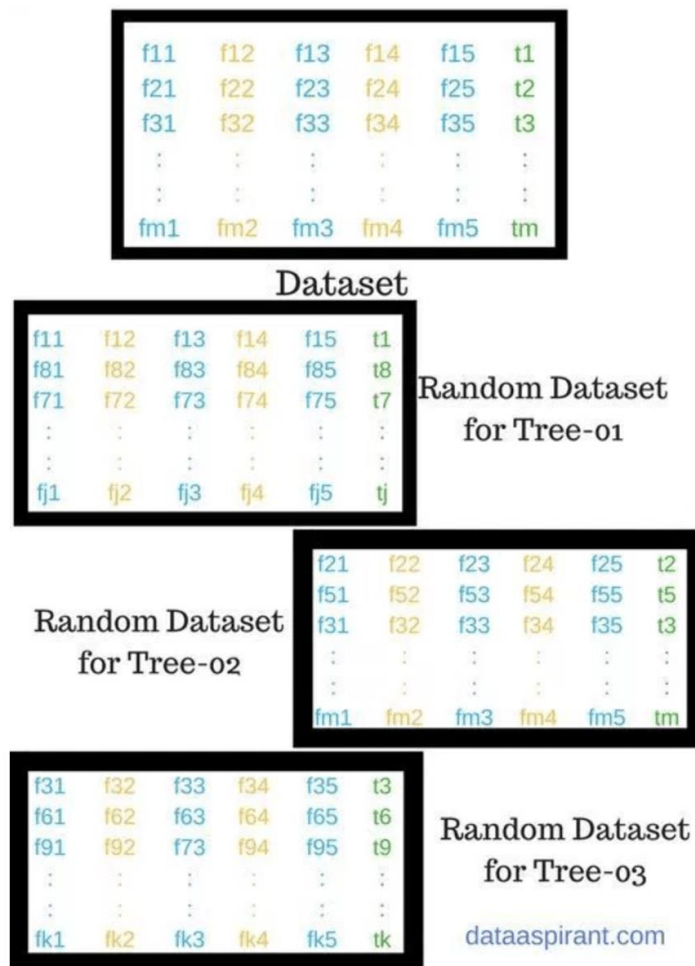 f11 f12 f13 f14 f15 t1
f21 f22 f23 f24 f25 t2
f31 f32 f33 f34 f35 t3
: : : : : :
: : : : : :
fm1 fm2 fm3 fm4 fm5 tm
Dataset
f11 f12 f13 f14 f15 t1
f81 f82 f83 f84 f85 t8
f71 f72 f73 f74 f75 t7
: : : : : :
: : : : : :
fj1 fj2 fj3 fj4 fj5 tj
Random Dataset
for Tree-01
f21 f22 f23 f24 f25 t2
f51 f52 f53 f54 f55 t5
f31 f32 f33 f34 f35 t3
: : : : : :
: : : : : :
fm1 fm2 fm3 fm4 fm5 tm
Random Dataset
for Tree-02
f31 f32 f33 f34 f35 t3
f61 f62 f63 f64 f65 t6
f91 f92 f73 f94 f95 t9
: : : : : :
: : : : : :
fk1 fk2 fk3 fk4 fk5 tk
Random Dataset
for Tree-03
dataaspirant.com